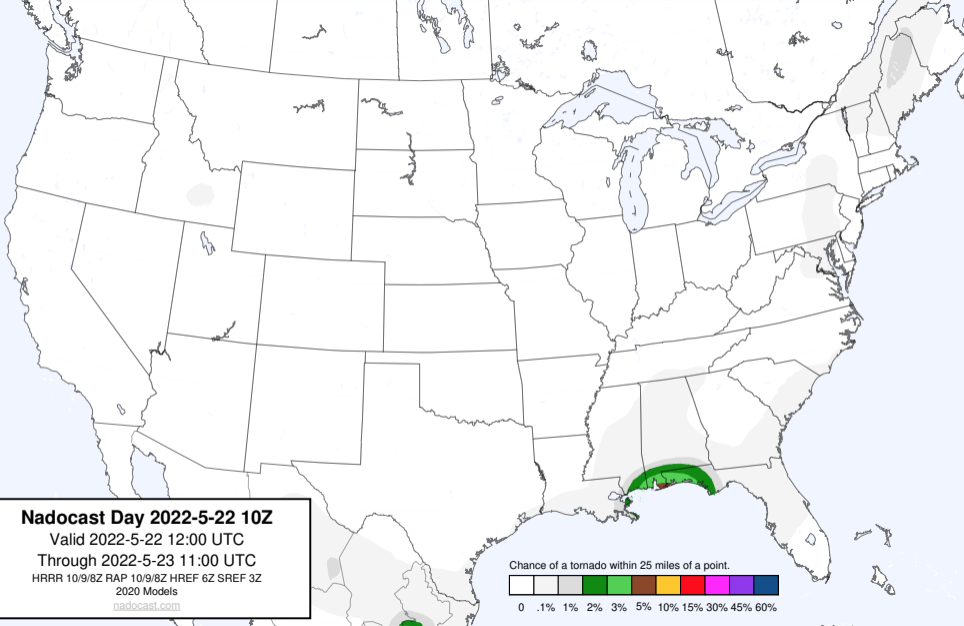 Nadocast Day 2022-5-22 10Z
Valid 2022-5-22 12:00 UTC
Through 2022-5-23 11:00 UTC
HRRR 10/9/8Z RAP 10/9/8Z HREF 6Z SREF 3Z
2020 Models
nadocast.com
Chance of a tornado within 25 miles of a point.
0 .1% 1% 2% 3% 5% 10% 15% 30% 45% 60%